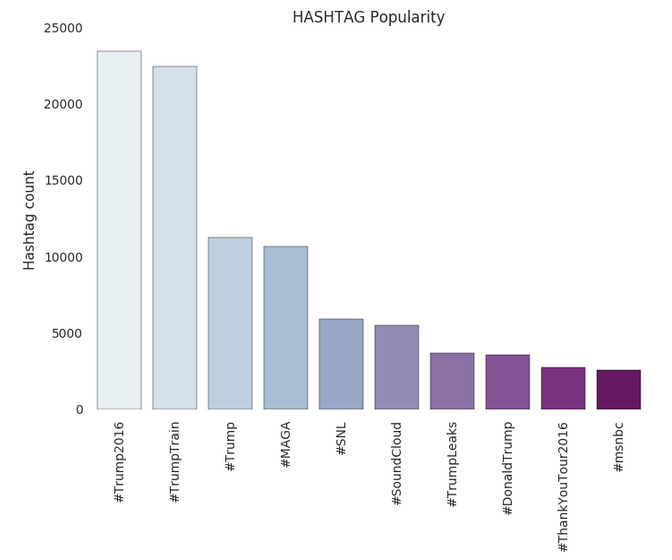 HASHTAG Popularity
25000
20000
15000
10000
5000
0
Hashtag count
#Trump2016
#TrumpTrain
#Trump
#MAGA
#SNL
#SoundCloud
#TrumpLeaks
#DonaldTrump
#ThankYouTour2016
#msnbc